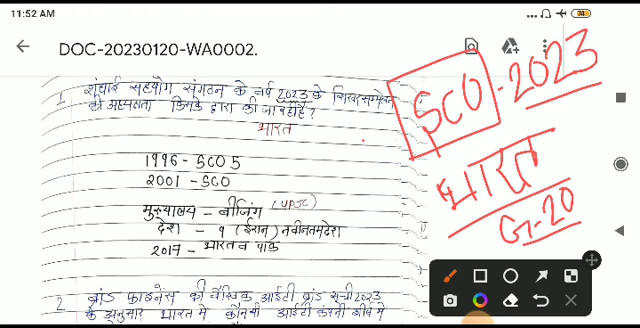 11:52 AM
34
DOC-20230120-WA0002.
1 शंघाई सहयोग संगठन के वर्ष 2023 के शिखर सम्मेलन
की अध्यक्षता किसके द्वारा की जा रही है?
भारत
1996 - SCO 5
2001 - SCO
मुख्यालय - बीजिंग (UPSC)
देश - 9 (ईरान) नवीनतम देश
2017 - भारत व पाक
2 ब्रांड फाइनेंस की वैश्विक आईटी ब्रांड सूची 2023
के अनुसार भारत मे कौनसी आईटी कंपनी शीर्ष मे
SCO - 2023
भारत
G-20